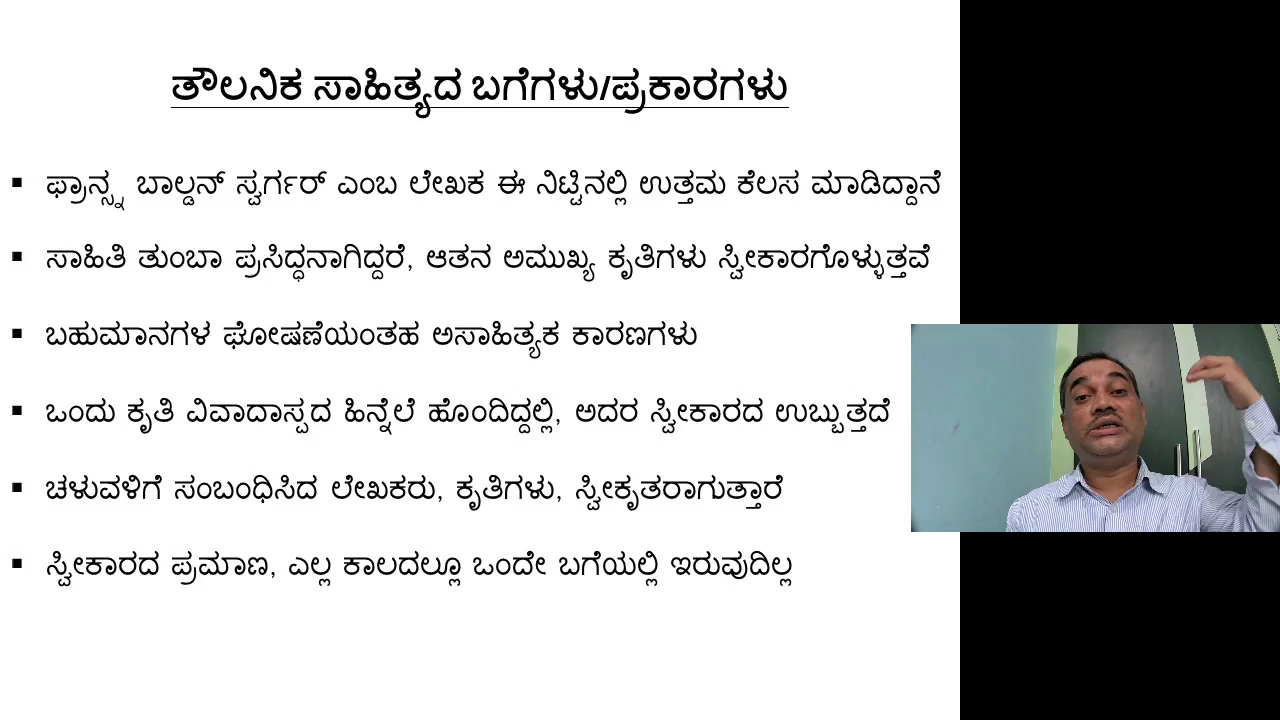 ತೌಲನಿಕ ಸಾಹಿತ್ಯದ ಬಗೆಗಳು/ಪ್ರಕಾರಗಳು
▪ ಫ್ರಾನ್ಸ್ನ ಬಾಲ್ಡನ್ ಸ್ವರ್ಗರ್ ಎಂಬ ಲೇಖಕ ಈ ನಿಟ್ಟಿನಲ್ಲಿ ಉತ್ತಮ ಕೆಲಸ ಮಾಡಿದ್ದಾನೆ
▪ ಸಾಹಿತಿ ತುಂಬಾ ಪ್ರಸಿದ್ಧನಾಗಿದ್ದರೆ, ಆತನ ಅಮುಖ್ಯ ಕೃತಿಗಳು ಸ್ವೀಕಾರಗೊಳ್ಳುತ್ತವೆ
▪ ಬಹುಮಾನಗಳ ಘೋಷಣೆಯಂತಹ ಅಸಾಹಿತ್ಯಕ ಕಾರಣಗಳು
▪ ಒಂದು ಕೃತಿ ವಿವಾದಾಸ್ಪದ ಹಿನ್ನೆಲೆ ಹೊಂದಿದ್ದಲ್ಲಿ, ಅದರ ಸ್ವೀಕಾರದ ಉಬ್ಬುತ್ತದೆ
▪ ಚಳುವಳಿಗೆ ಸಂಬಂಧಿಸಿದ ಲೇಖಕರು, ಕೃತಿಗಳು, ಸ್ವೀಕೃತರಾಗುತ್ತಾರೆ
▪ ಸ್ವೀಕಾರದ ಪ್ರಮಾಣ, ಎಲ್ಲ ಕಾಲದಲ್ಲೂ ಒಂದೇ ಬಗೆಯಲ್ಲಿ ಇರುವುದಿಲ್ಲ